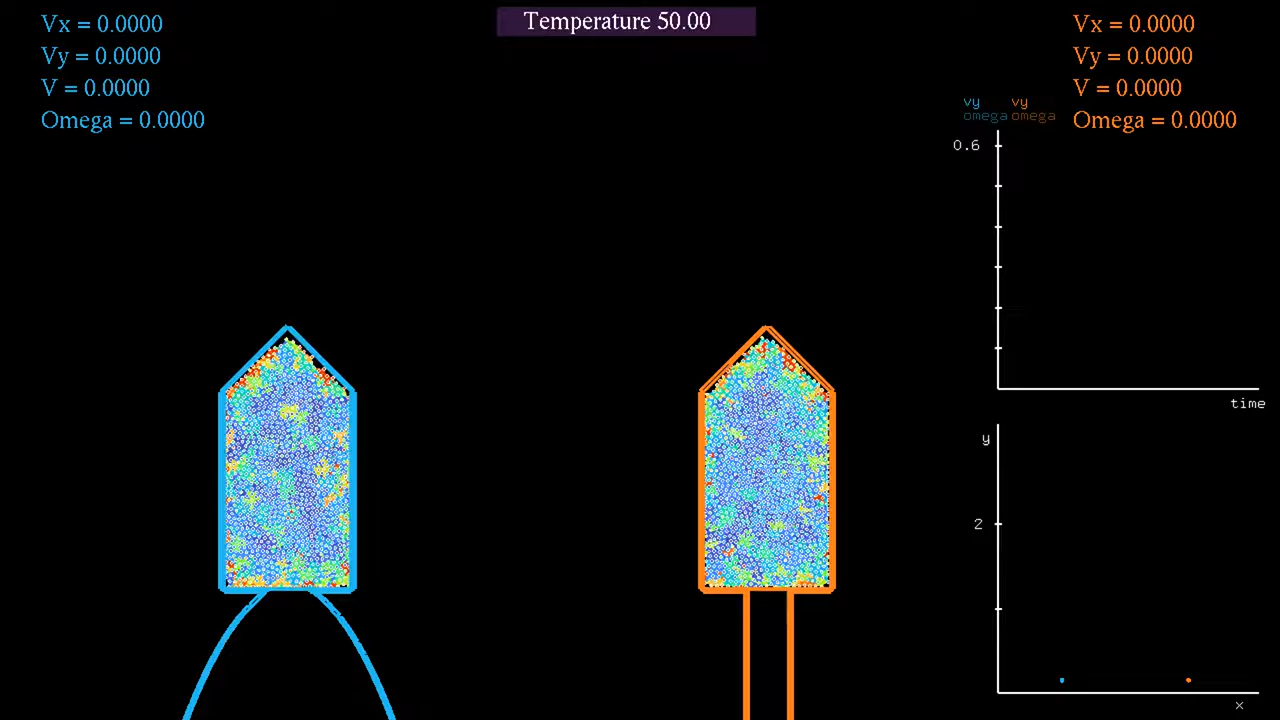 Vx = 0.0000
Vy = 0.0000
V = 0.0000
Omega = 0.0000
Temperature 50.00
Vx = 0.0000
Vy = 0.0000
V = 0.0000
Omega = 0.0000
vy vy
omega omega
0.6
time
y
2
x